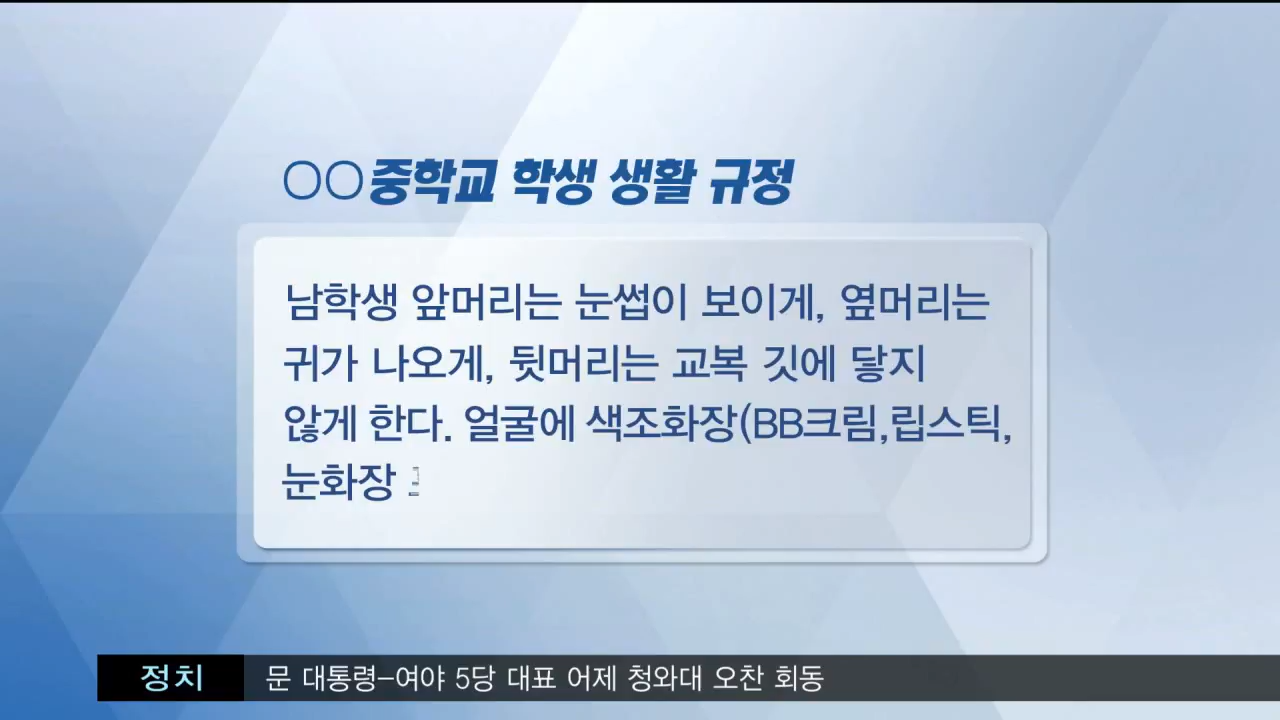 ○○중학교 학생 생활 규정
남학생 앞머리는 눈썹이 보이게, 옆머리는
귀가 나오게, 뒷머리는 교복 깃에 닿지
않게 한다. 얼굴에 색조화장(BB크림,립스틱,
눈화장
정치
문 대통령-여야 5당 대표 어제 청와대 오찬 회동